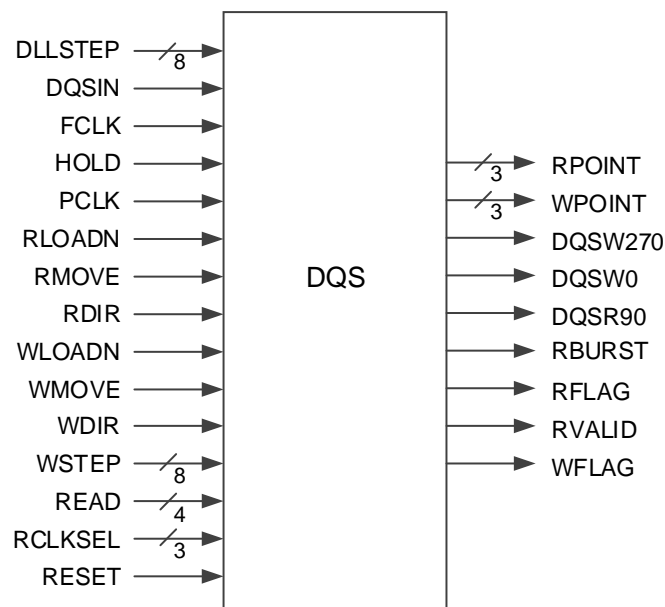 DLLSTEP
8
DQSIN
FCLK
HOLD
PCLK
RLOADN
RMOVE
RDIR
WLOADN
WMOVE
WDIR
WSTEP
8
READ
4
RCLKSEL
3
RESET
DQS
3
RPOINT
3
WPOINT
DQSW270
DQSW0
DQSR90
RBURST
RFLAG
RVALID
WFLAG